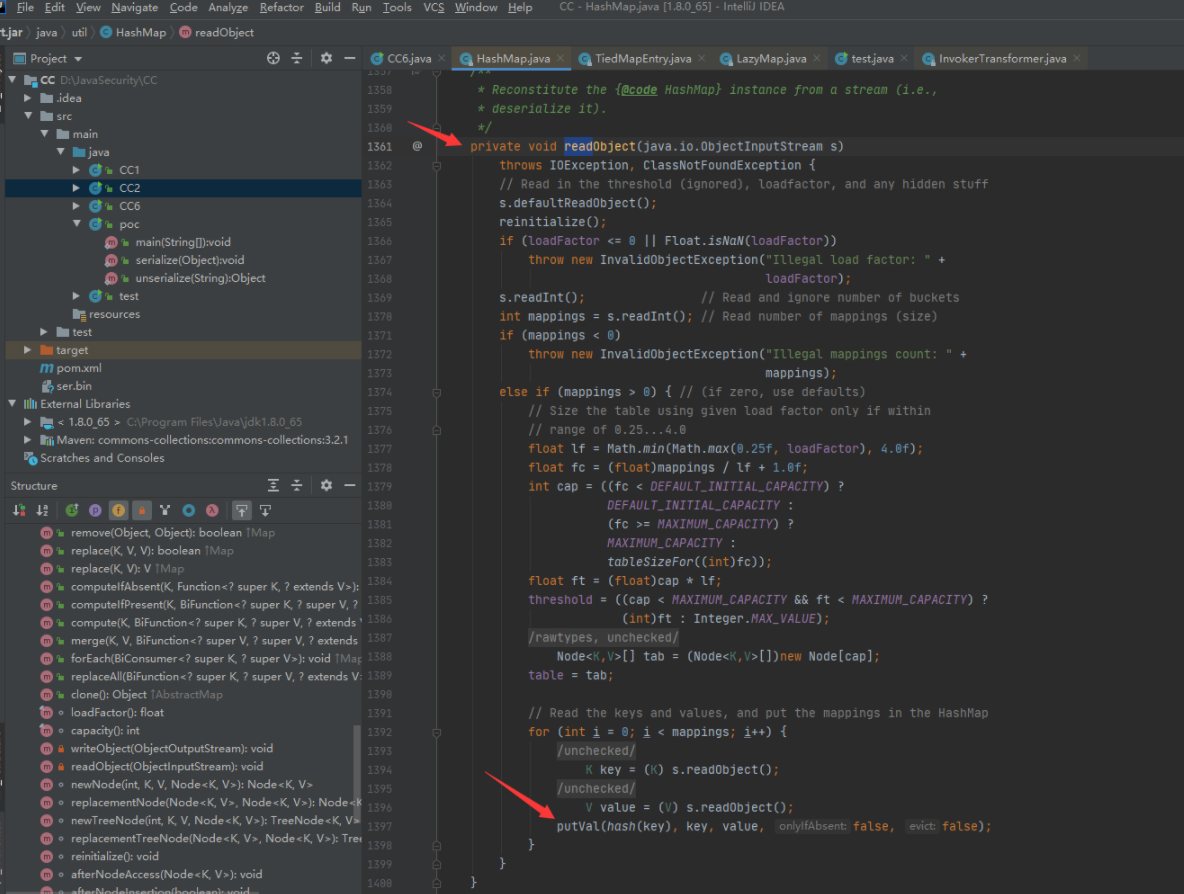 File Edit View Navigate Code Analyze Refactor Build Run Tools VCS Window Help CC - HashMap.java [1.8.0_65] - IntelliJ IDEA
rt.jar java util HashMap readObject
Project
CC6.java HashMap.java TiedMapEntry.java LazyMap.java test.java InvokerTransformer.java
CC D:\JavaSecurity\CC
.idea
src
main
java
CC1
CC2
CC6
poc
main(String[]):void
serialize(Object):void
unserialize(String):Object
test
resources
test
target
pom.xml
ser.bin
External Libraries
< 1.8.0_65 > C:\Program Files\Java\jdk1.8.0_65
Maven: commons-collections:commons-collections:3.2.1
Scratches and Consoles
Structure
remove(Object, Object): boolean ↑Map
replace(K, V, V): boolean ↑Map
replace(K, V): V ↑Map
computeIfAbsent(K, Function<? super K, ? extends V>):
computeIfPresent(K, BiFunction<? super K, ? super V, ?
compute(K, BiFunction<? super K, ? super V, ? extends
merge(K, V, BiFunction<? super V, ? super V, ? extends
forEach(BiConsumer<? super K, ? super V>): void ↑Map
replaceAll(BiFunction<? super K, ? super V, ? extends V>
clone(): Object ↑AbstractMap
loadFactor(): float
capacity(): int
writeObject(ObjectOutputStream): void
readObject(ObjectInputStream): void
newNode(int, K, V, Node<K, V>): Node<K, V>
replacementNode(Node<K, V>, Node<K, V>): Node<K
newTreeNode(int, K, V, Node<K, V>): TreeNode<K, V>
replacementTreeNode(Node<K, V>, Node<K, V>): Tree
reinitialize(): void
afterNodeAccess(Node<K, V>): void
afterNodeInsertion(boolean): void
1357 /**
1358 * Reconstitute the {@code HashMap} instance from a stream (i.e.,
1359 * deserialize it).
1360 */
1361 @ private void readObject(java.io.ObjectInputStream s)
1362 throws IOException, ClassNotFoundException {
1363 // Read in the threshold (ignored), loadfactor, and any hidden stuff
1364 s.defaultReadObject();
1365 reinitialize();
1366 if (loadFactor <= 0 || Float.isNaN(loadFactor))
1367 throw new InvalidObjectException("Illegal load factor: " +
1368 loadFactor);
1369 s.readInt(); // Read and ignore number of buckets
1370 int mappings = s.readInt(); // Read number of mappings (size)
1371 if (mappings < 0)
1372 throw new InvalidObjectException("Illegal mappings count: " +
1373 mappings);
1374 else if (mappings > 0) { // (if zero, use defaults)
1375 // Size the table using given load factor only if within
1376 // range of 0.25...4.0
1377 float lf = Math.min(Math.max(0.25f, loadFactor), 4.0f);
1378 float fc = (float)mappings / lf + 1.0f;
1379 int cap = ((fc < DEFAULT_INITIAL_CAPACITY) ?
1380 DEFAULT_INITIAL_CAPACITY :
1381 (fc >= MAXIMUM_CAPACITY) ?
1382 MAXIMUM_CAPACITY :
1383 tableSizeFor((int)fc));
1384 float ft = (float)cap * lf;
1385 threshold = ((cap < MAXIMUM_CAPACITY && ft < MAXIMUM_CAPACITY) ?
1386 (int)ft : Integer.MAX_VALUE);
1387 /rawtypes, unchecked/
1388 Node<K,V>[] tab = (Node<K,V>[])new Node[cap];
1389 table = tab;
1390
1391 // Read the keys and values, and put the mappings in the HashMap
1392 for (int i = 0; i < mappings; i++) {
1393 /unchecked/
1394 K key = (K) s.readObject();
1395 /unchecked/
1396 V value = (V) s.readObject();
1397 putVal(hash(key), key, value, onlyIfAbsent: false, evict: false);
1398 }
1399 }
1400 }